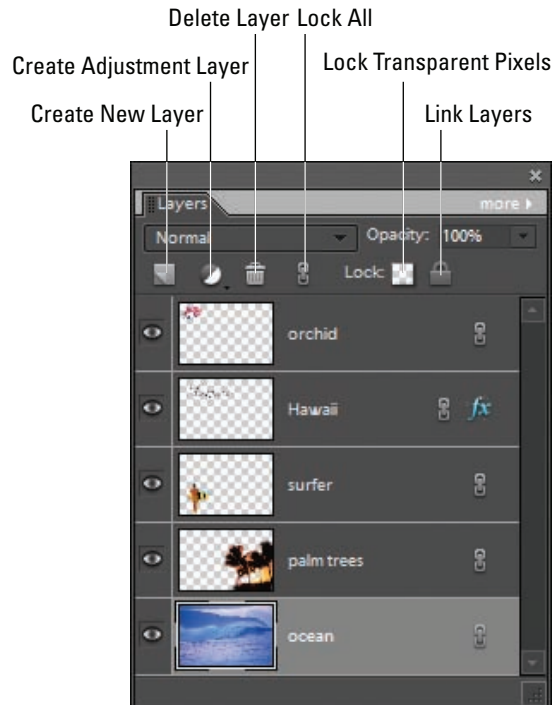 Delete Layer Lock All
Create Adjustment Layer Lock Transparent Pixels
Create New Layer Link Layers
Layers more
Normal Opacity: 100%
Lock:
orchid
Hawaii fx
surfer
palm trees
ocean